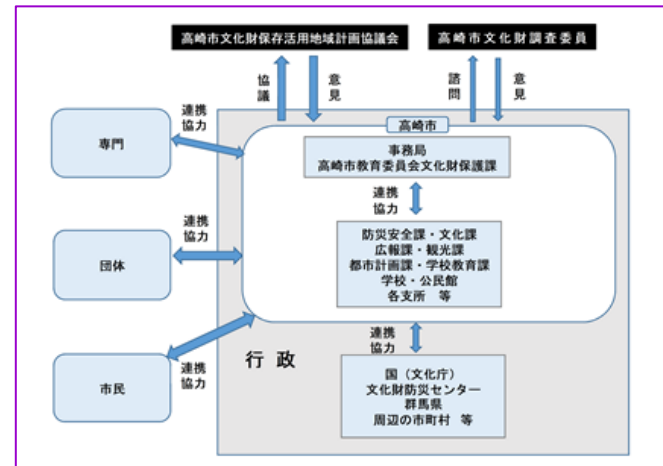 高崎市文化財保存活用地域計画協議会
高崎市文化財調査委員
協議
意見
諮問
意見
高崎市
連携
協力
専門
事務局
高崎市教育委員会文化財保護課
連携
協力
連携
協力
団体
防災安全課・文化課
広報課・観光課
都市計画課・学校教育課
学校・公民館
各支所 等
連携
協力
行政
連携
協力
市民
国(文化庁)
文化財防災センター
群馬県
周辺の市町村 等